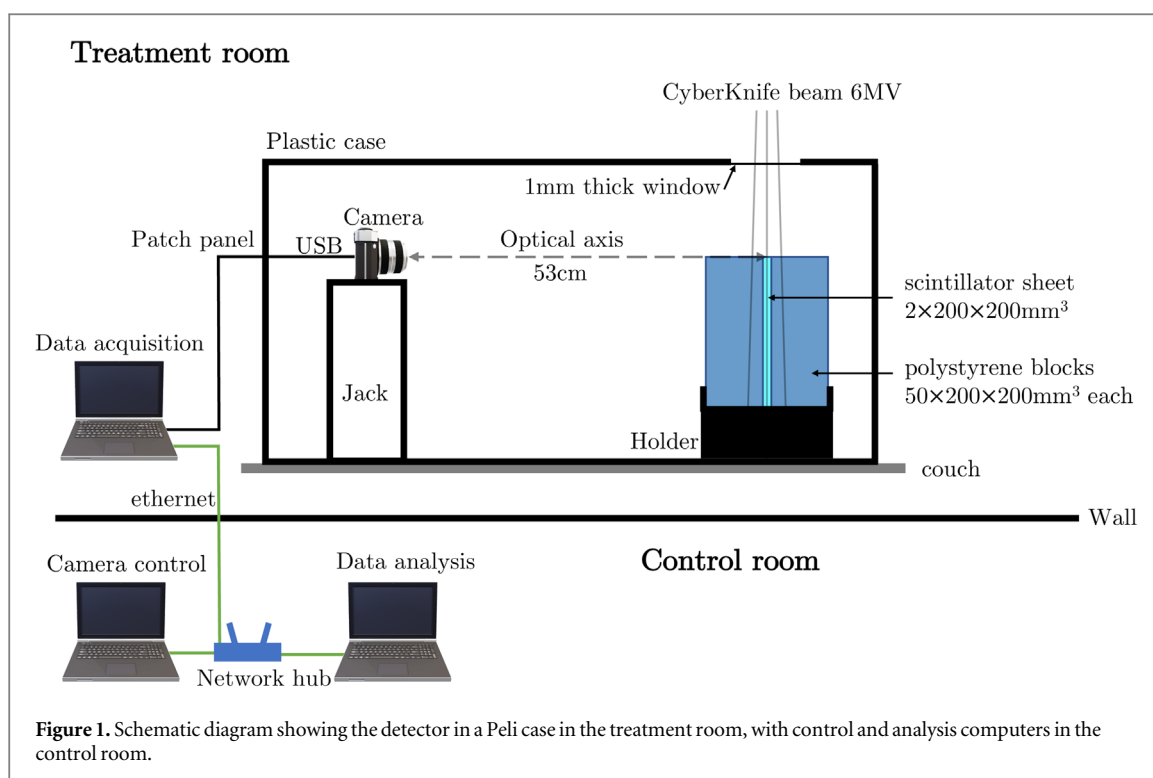 Treatment room
CyberKnife beam 6MV
Plastic case
1mm thick window
Camera
Patch panel
USB
Optical axis
53cm
scintillator sheet
2×200×200mm³
Data acquisition
polystyrene blocks
50×200×200mm³ each
Jack
Holder
couch
ethernet
Wall
Camera control
Data analysis
Control room
Network hub
Figure 1. Schematic diagram showing the detector in a Peli case in the treatment room, with control and analysis computers in the
control room.